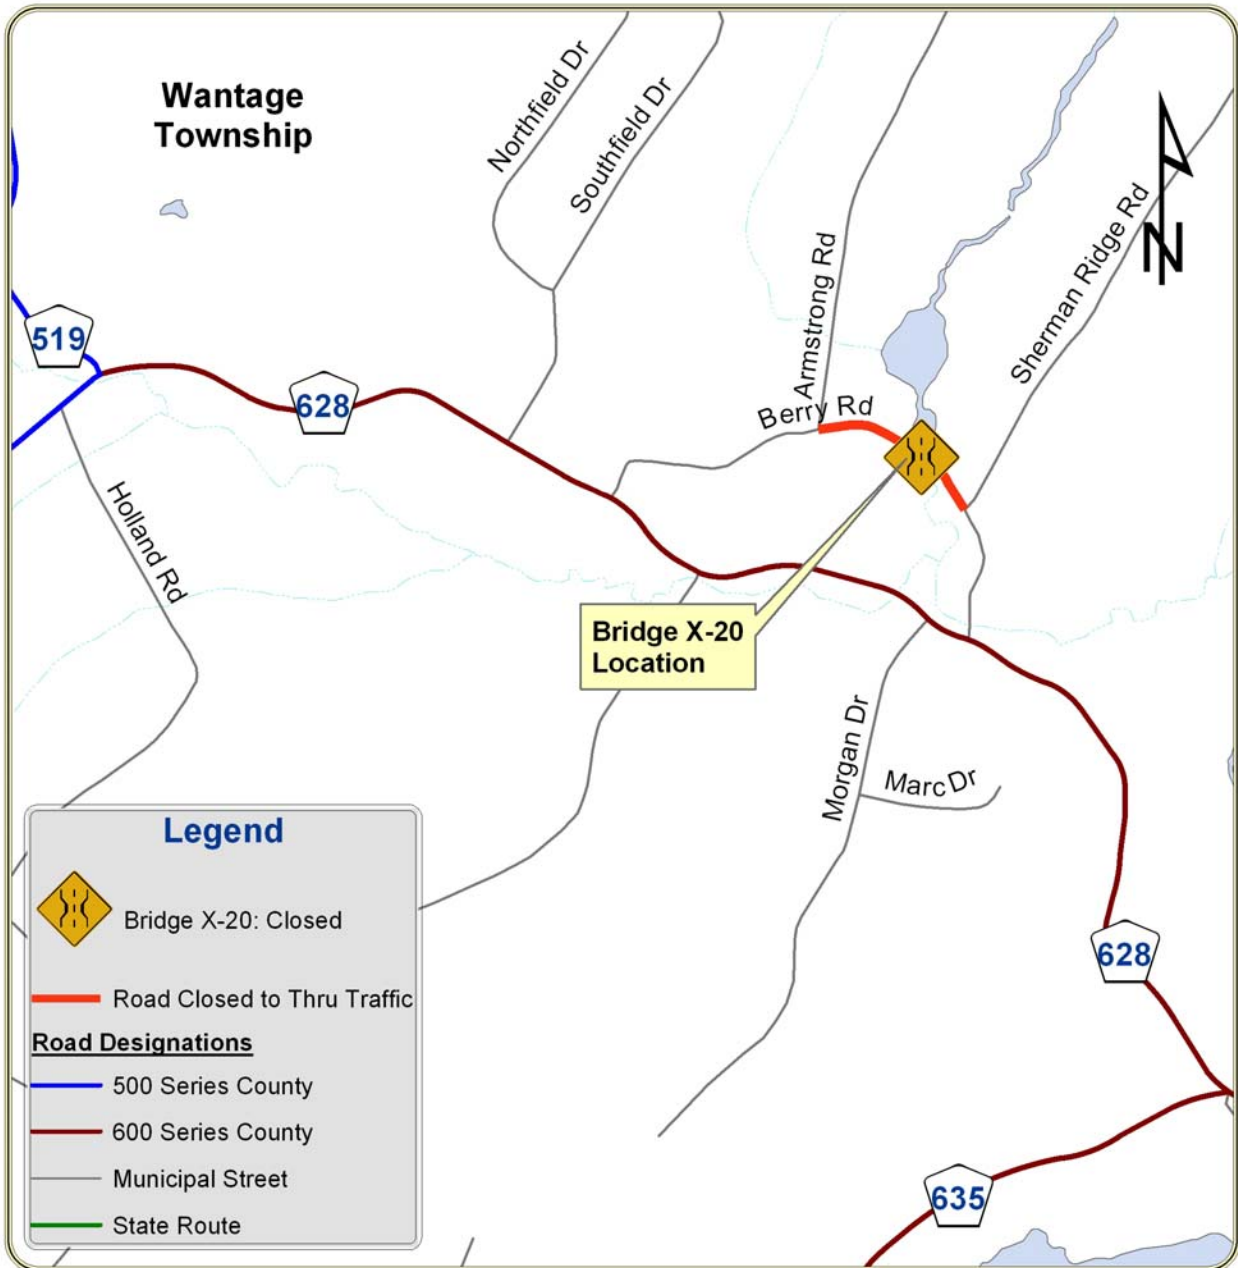 Wantage
Township
Northfield Dr
Southfield Dr
Armstrong Rd
Sherman Ridge Rd
N
519
628
Berry Rd
Holland Rd
Bridge X-20
Location
Morgan Dr
Marc Dr
628
635
Legend
Bridge X-20: Closed
Road Closed to Thru Traffic
Road Designations
500 Series County
600 Series County
Municipal Street
State Route